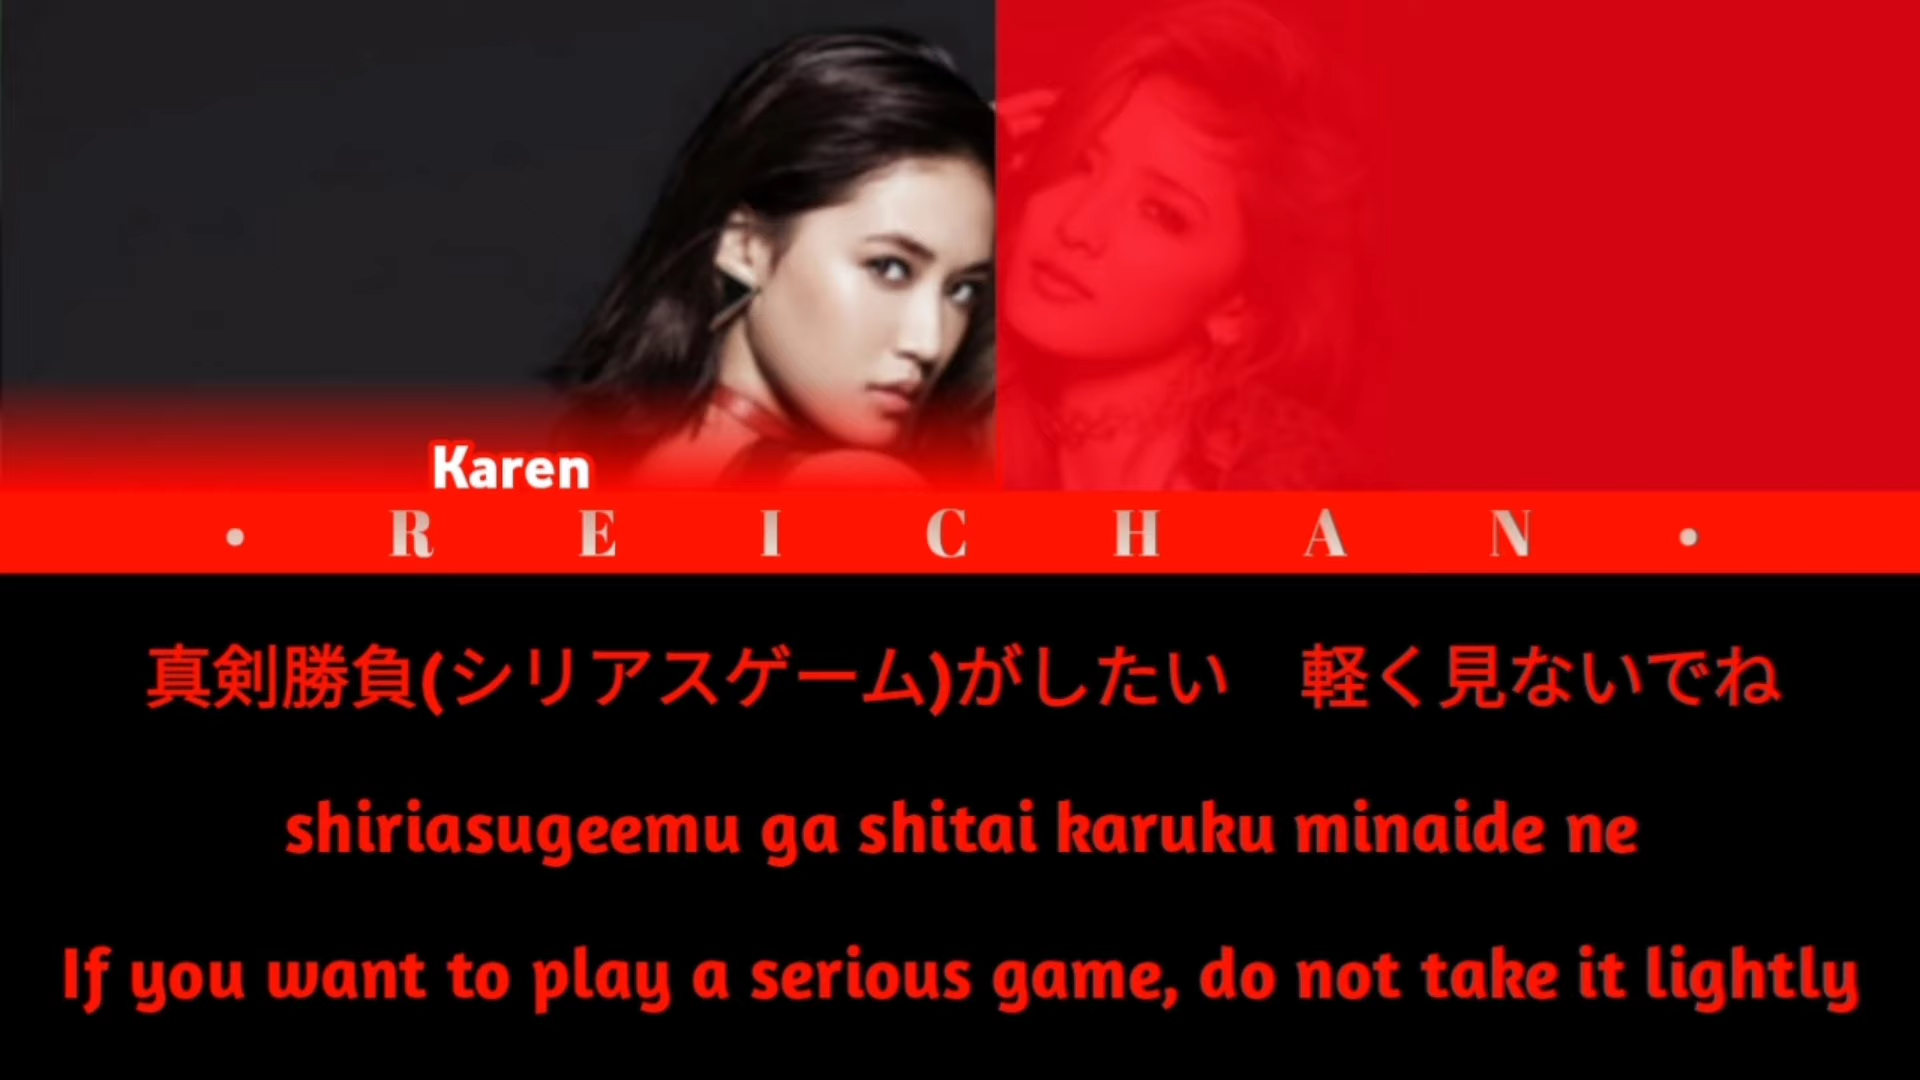 Karen
• R E I C H A N •
真剣勝負(シリアスゲーム)がしたい　軽く見ないでね
shiriasugeemu ga shitai karuku minaide ne
If you want to play a serious game, do not take it lightly